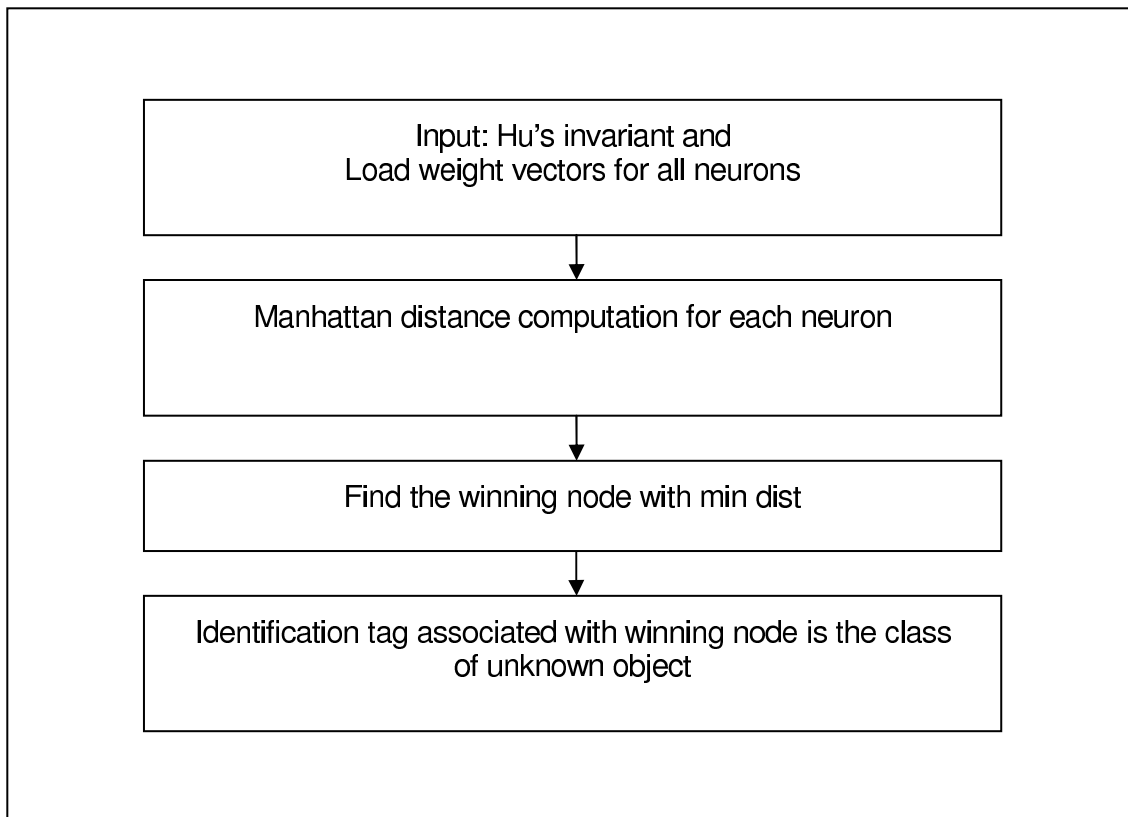 Input: Hu's invariant and
Load weight vectors for all neurons
Manhattan distance computation for each neuron
Find the winning node with min dist
Identification tag associated with winning node is the class
of unknown object